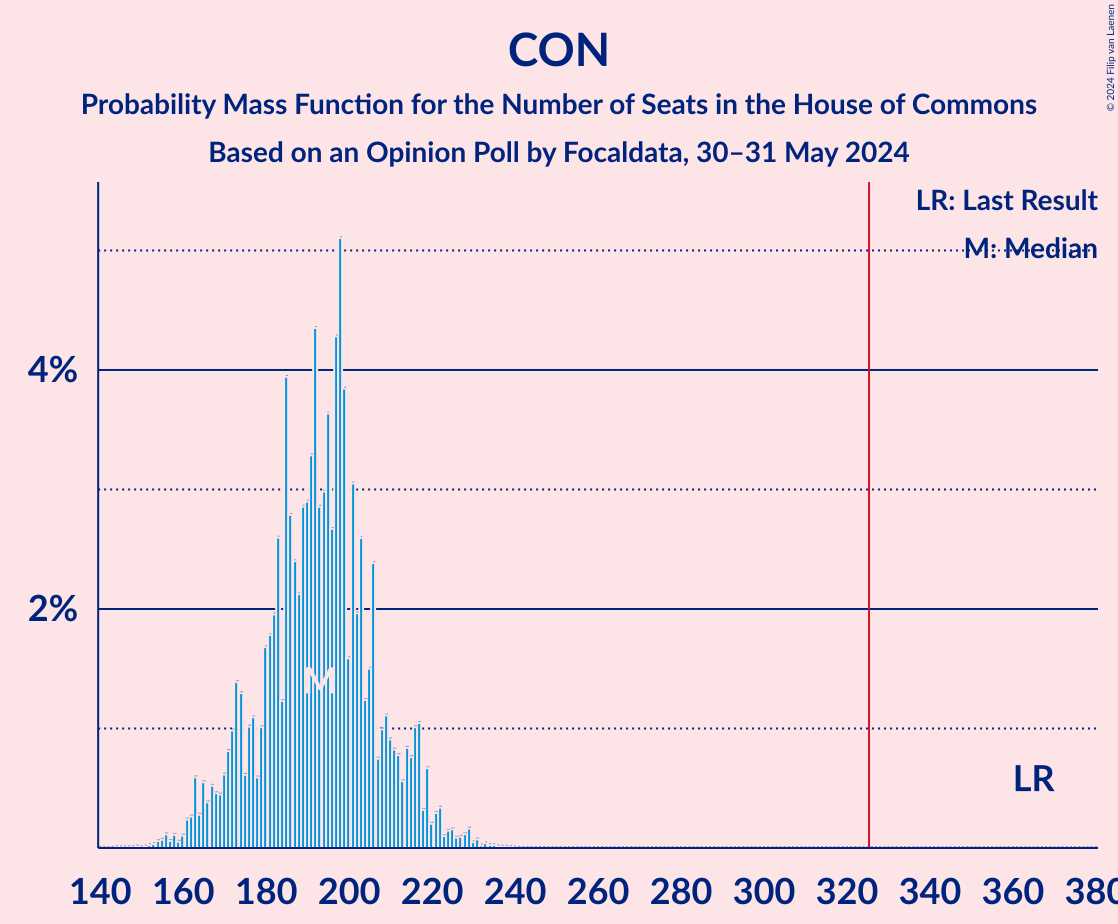 CON
Probability Mass Function for the Number of Seats in the House of Commons
Based on an Opinion Poll by Focaldata, 30–31 May 2024
© 2024 Filip van Laenen
LR: Last Result
M: Median
4%
2%
M
LR
140 160 180 200 220 240 260 280 300 320 340 360 380